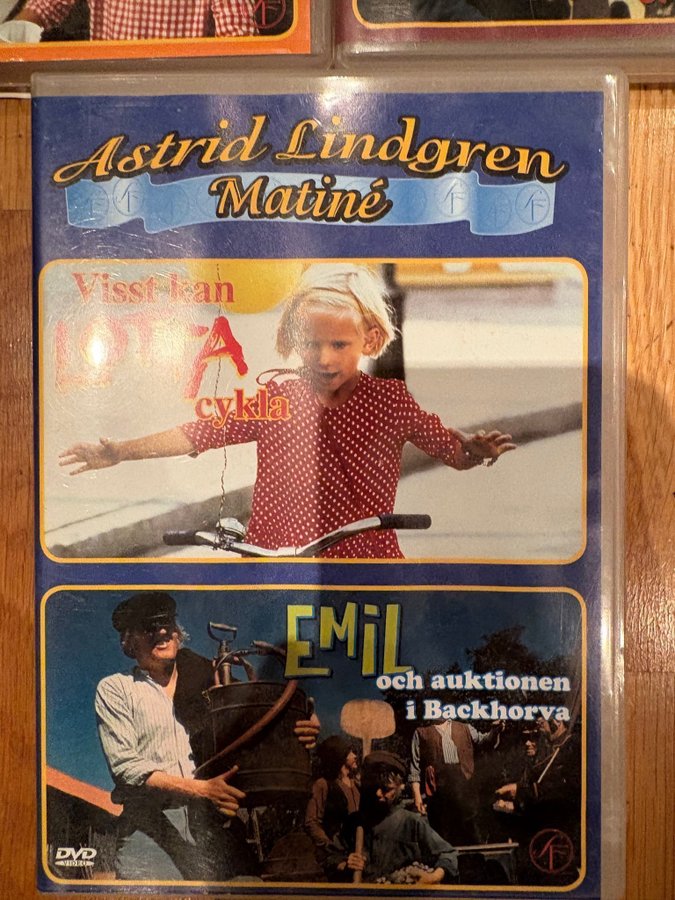 Astrid Lindgren
Matiné
Visst kan
LOTTA
cykla
EMIL
och auktionen
i Backhorva
DVD
VIDEO